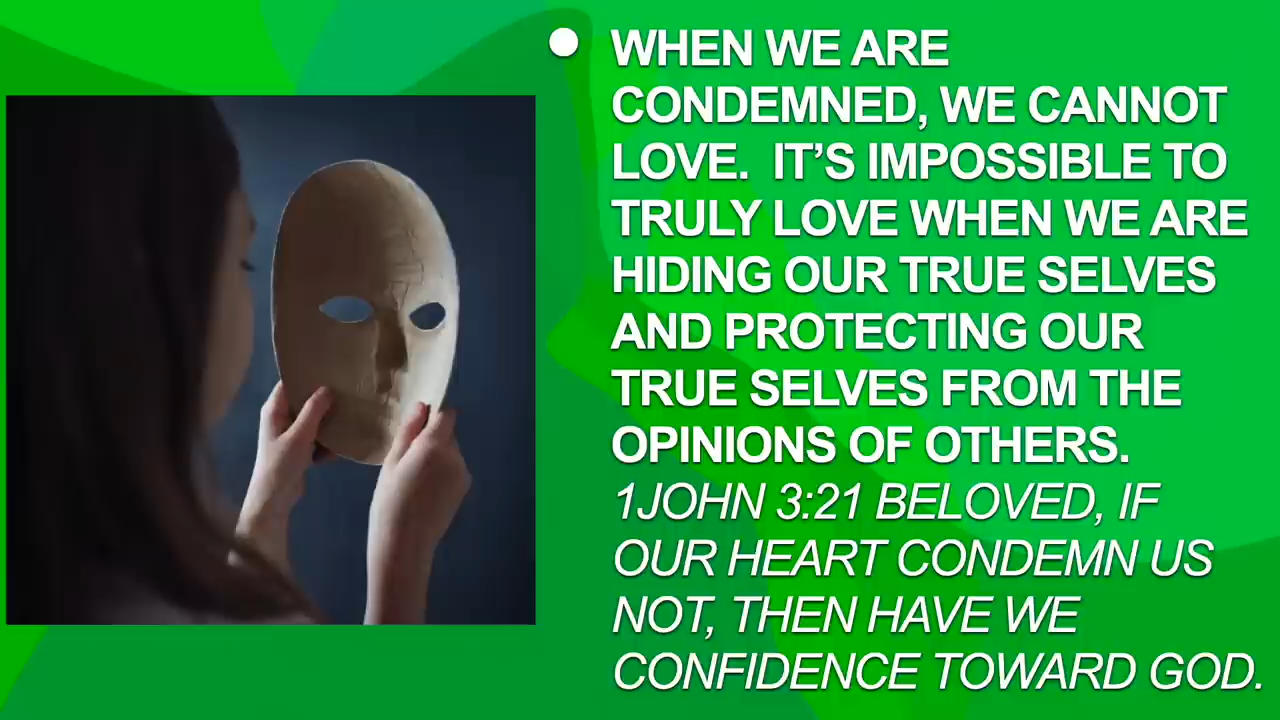 WHEN WE ARE
CONDEMNED, WE CANNOT
LOVE.  IT’S IMPOSSIBLE TO
TRULY LOVE WHEN WE ARE
HIDING OUR TRUE SELVES
AND PROTECTING OUR
TRUE SELVES FROM THE
OPINIONS OF OTHERS.
1JOHN 3:21 BELOVED, IF
OUR HEART CONDEMN US
NOT, THEN HAVE WE
CONFIDENCE TOWARD GOD.